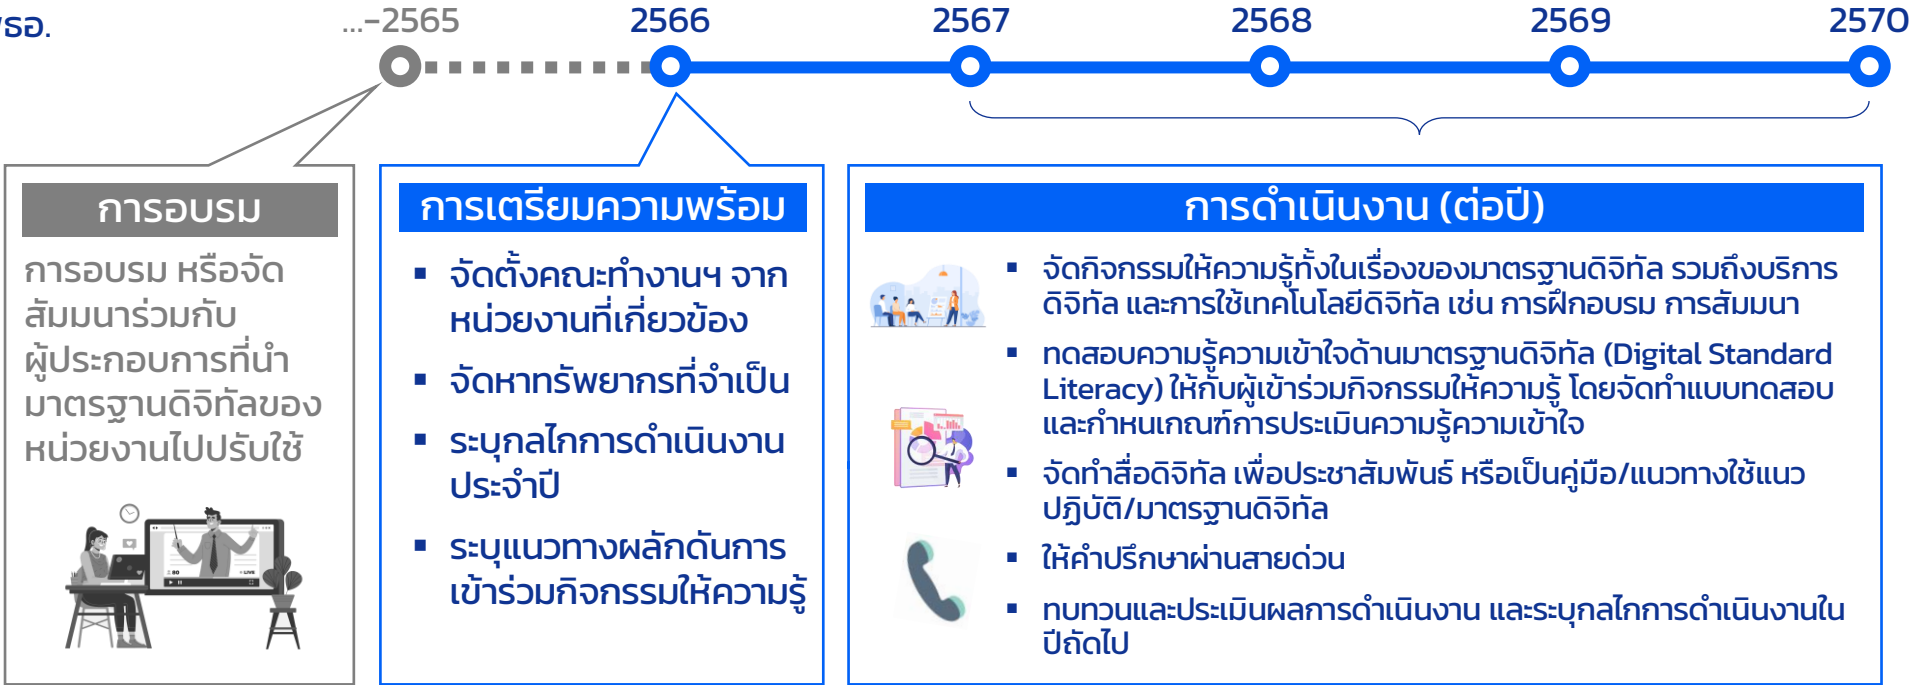 ...-2565
2566
2567
2568
2569
2570
การอบรม
การอบรม หรือจัด
สัมมนาร่วมกับ
ผู้ประกอบการที่นำ
มาตรฐานดิจิทัลของ
หน่วยงานไปปรับใช้
การเตรียมความพร้อม
▪ จัดตั้งคณะทำงานฯ จาก
หน่วยงานที่เกี่ยวข้อง
▪ จัดหาทรัพยากรที่จำเป็น
▪ ระบุกลไกการดำเนินงาน
ประจำปี
▪ ระบุแนวทางผลักดันการ
เข้าร่วมกิจกรรมให้ความรู้
การดำเนินงาน (ต่อปี)
▪ จัดกิจกรรมให้ความรู้ทั้งในเรื่องของมาตรฐานดิจิทัล รวมถึงบริการ
ดิจิทัล และการใช้เทคโนโลยีดิจิทัล เช่น การฝึกอบรม การสัมมนา
▪ ทดสอบความรู้ความเข้าใจด้านมาตรฐานดิจิทัล (Digital Standard
Literacy) ให้กับผู้เข้าร่วมกิจกรรมให้ความรู้ โดยจัดทำแบบทดสอบ
และกำหนเกณฑ์การประเมินความรู้ความเข้าใจ
▪ จัดทำสื่อดิจิทัล เพื่อประชาสัมพันธ์ หรือเป็นคู่มือ/แนวทางใช้แนว
ปฏิบัติ/มาตรฐานดิจิทัล
▪ ให้คำปรึกษาผ่านสายด่วน
▪ ทบทวนและประเมินผลการดำเนินงาน และระบุกลไกการดำเนินงานใน
ปีถัดไป